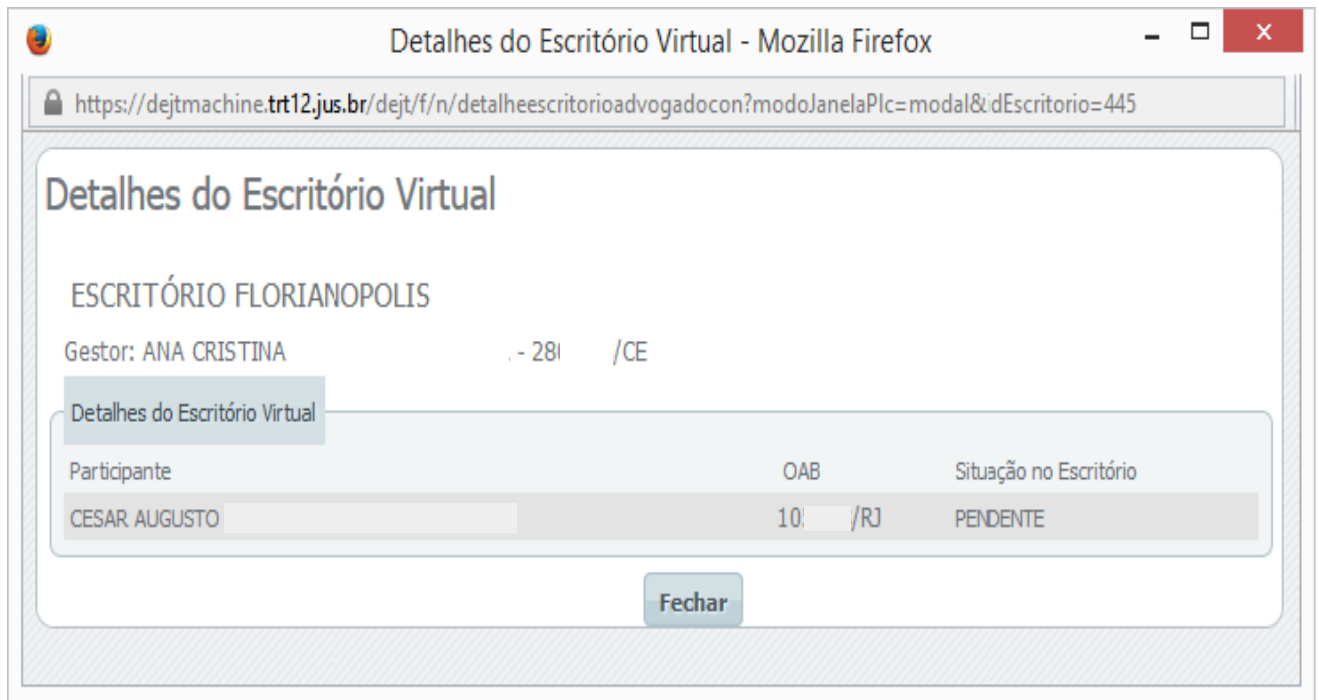 Detalhes do Escritório Virtual - Mozilla Firefox
https://dejtmachine.trt12.jus.br/dejt/f/n/detalheescritorioadvogadocon?modoJanelaPlc=modal&idEscritorio=445
Detalhes do Escritório Virtual
ESCRITÓRIO FLORIANOPOLIS
Gestor: ANA CRISTINA - 28 /CE
Detalhes do Escritório Virtual
Participante OAB Situação no Escritório
CESAR AUGUSTO 10 /RJ PENDENTE
Fechar